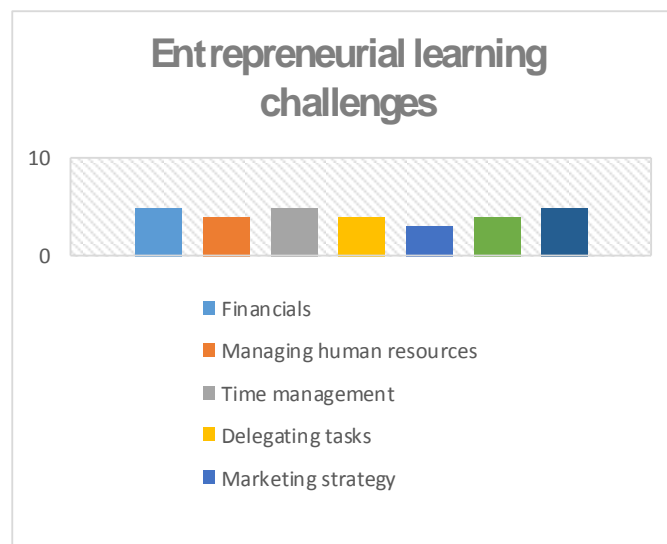 Entrepreneurial learning
challenges
10
0
Financials
Managing human resources
Time management
Delegating tasks
Marketing strategy